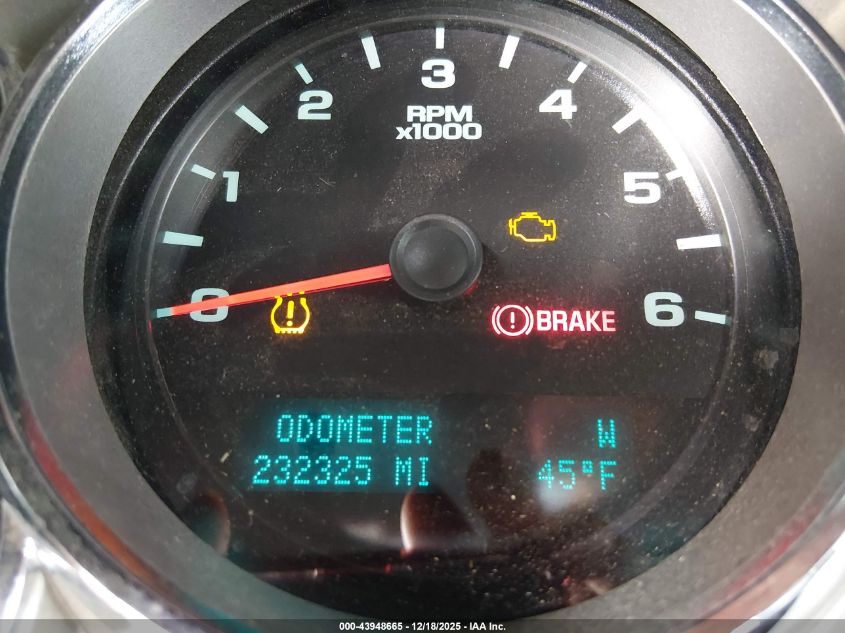 3
2
4
RPM
x1000
1
5
0
6
BRAKE
ODOMETER W
232325 MI 45°F
000-43948665 - 12/18/2025 - IAA Inc.